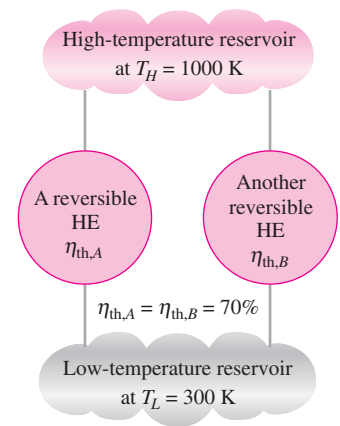 High-temperature reservoir
at T_H = 1000 K
A reversible
HE
η_th,A
Another
reversible
HE
η_th,B
η_th,A = η_th,B = 70%
Low-temperature reservoir
at T_L = 300 K